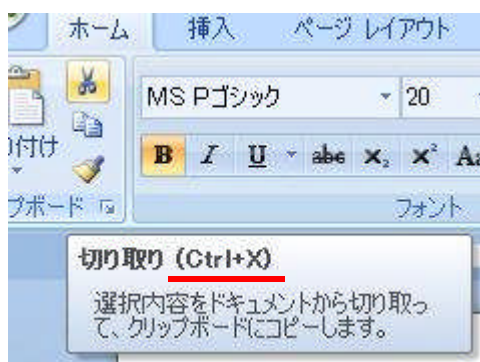 ホーム 挿入 ページ レイアウト
MS Pゴシック 20
付け B I U abc x₂ x² Aa
プボード フォント
切り取り (Ctrl+X)
選択内容をドキュメントから切り取っ
て、クリップボードにコピーします。